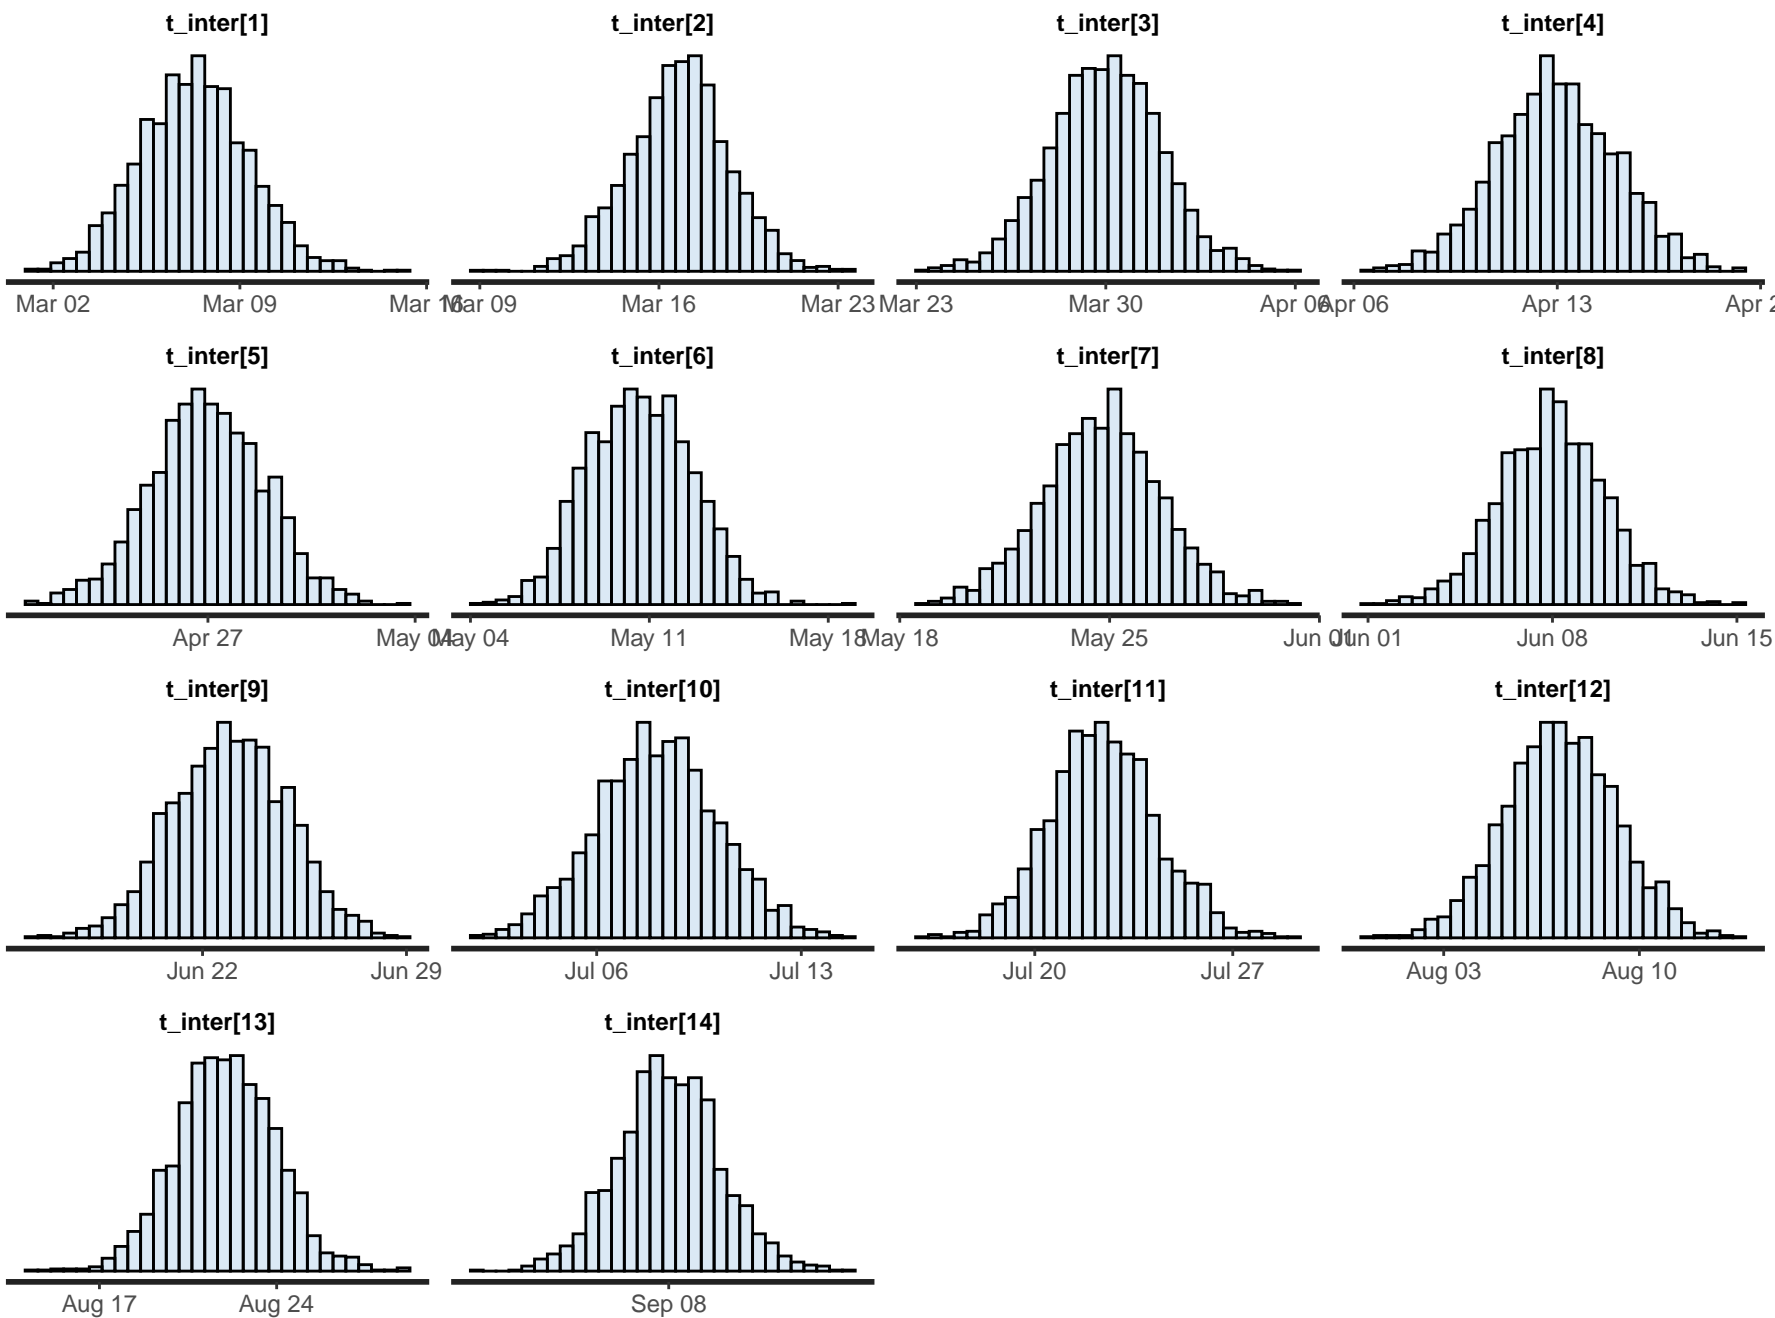 t_inter[1] t_inter[2] t_inter[3] t_inter[4]
Mar 02 Mar 09 Mar 16 Mar 09 Mar 16 Mar 23 Mar 23 Mar 30 Apr 06 Apr 06 Apr 13 Apr
t_inter[5] t_inter[6] t_inter[7] t_inter[8]
Apr 27 May 04 May 04 May 11 May 18 May 18 May 25 Jun 01 Jun 01 Jun 08 Jun 15
t_inter[9] t_inter[10] t_inter[11] t_inter[12]
Jun 22 Jun 29 Jul 06 Jul 13 Jul 20 Jul 27 Aug 03 Aug 10
t_inter[13] t_inter[14]
Aug 17 Aug 24 Sep 08